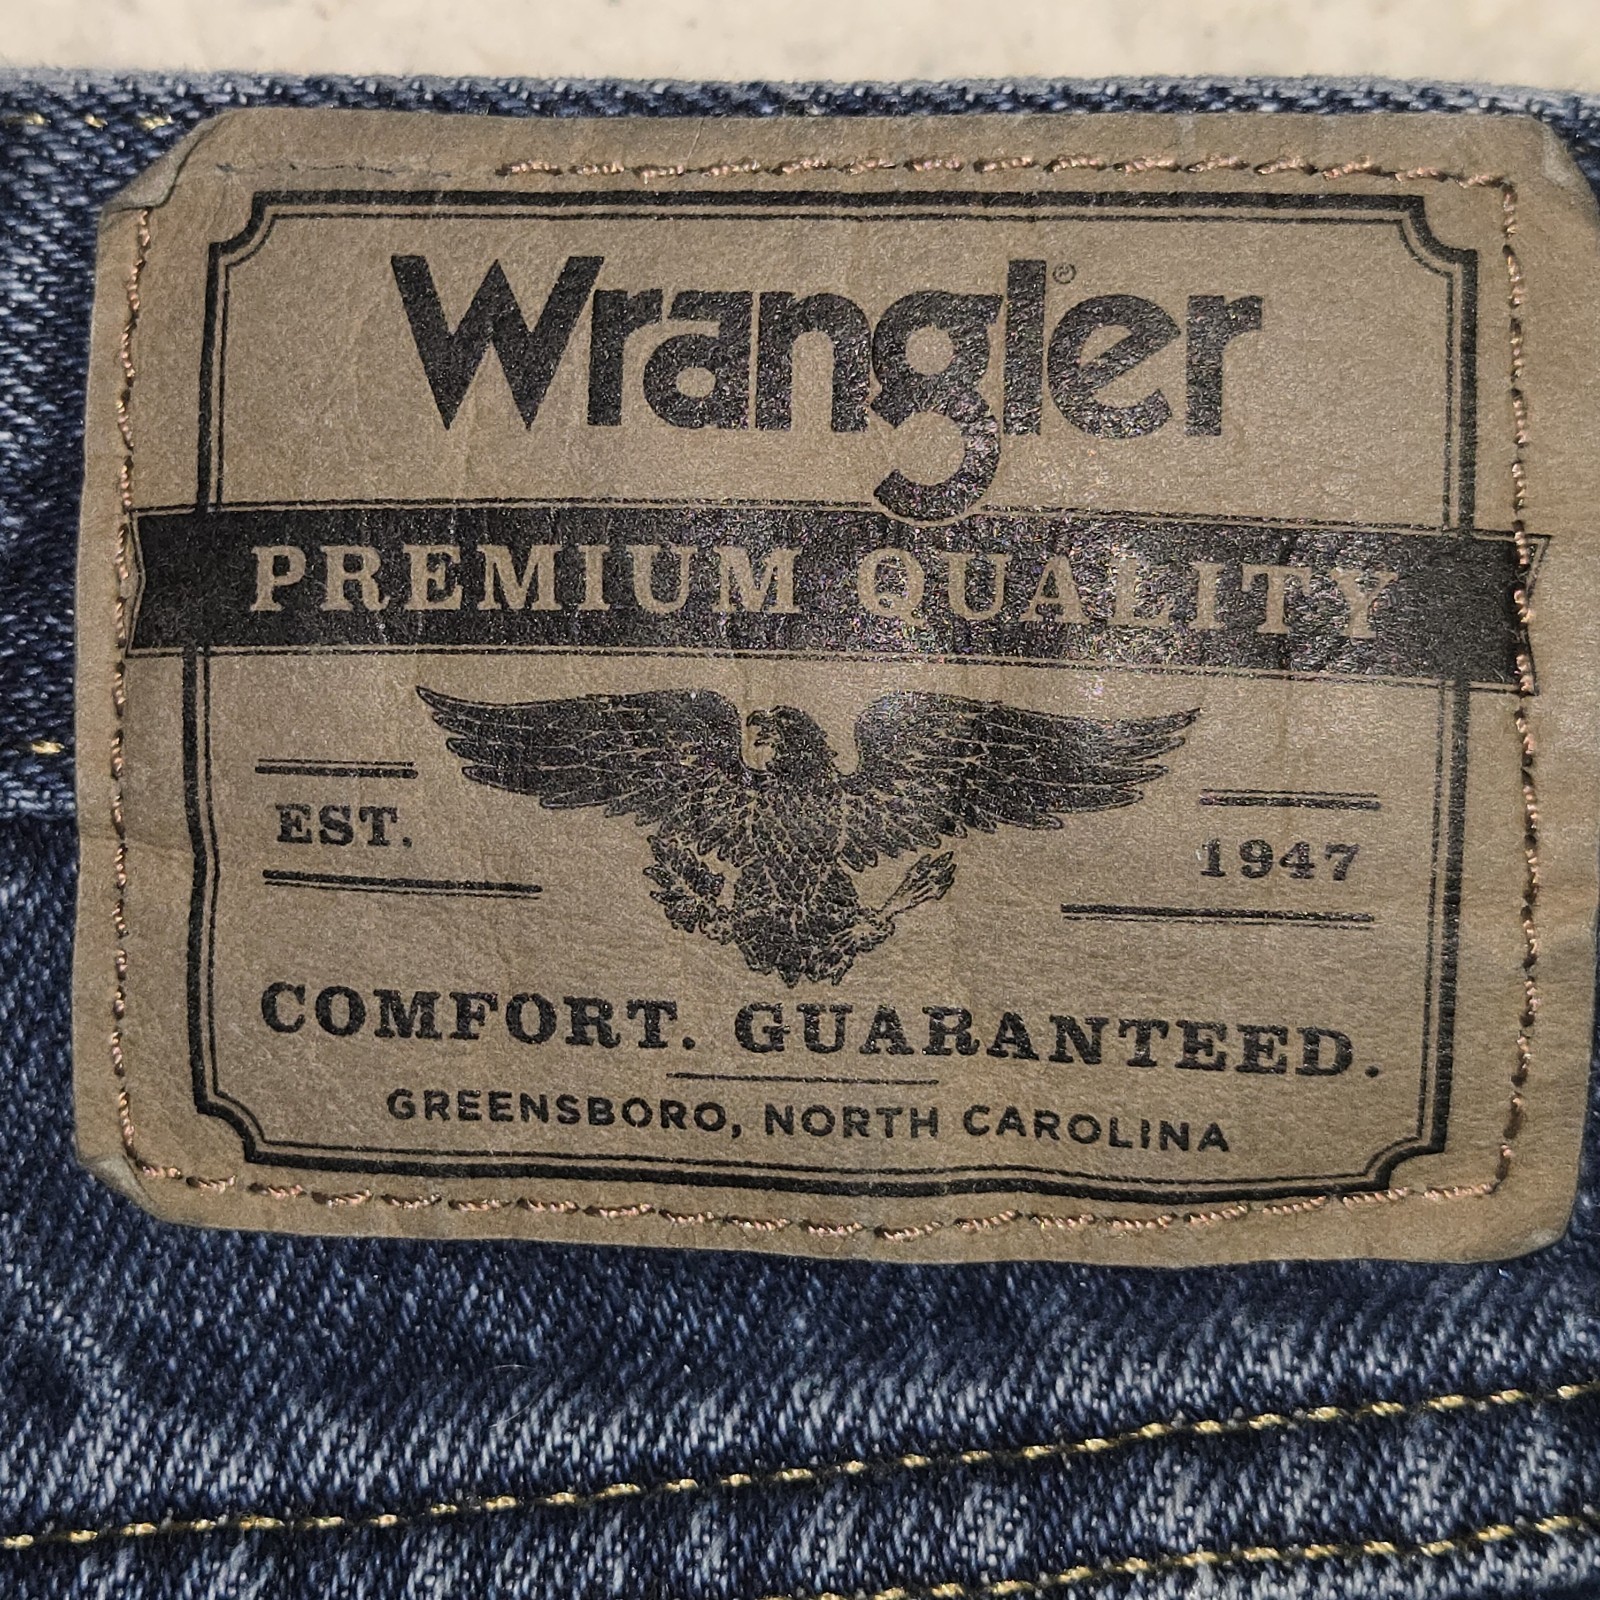 Wrangler®
PREMIUM QUALITY
EST. 1947
COMFORT. GUARANTEED.
GREENSBORO, NORTH CAROLINA